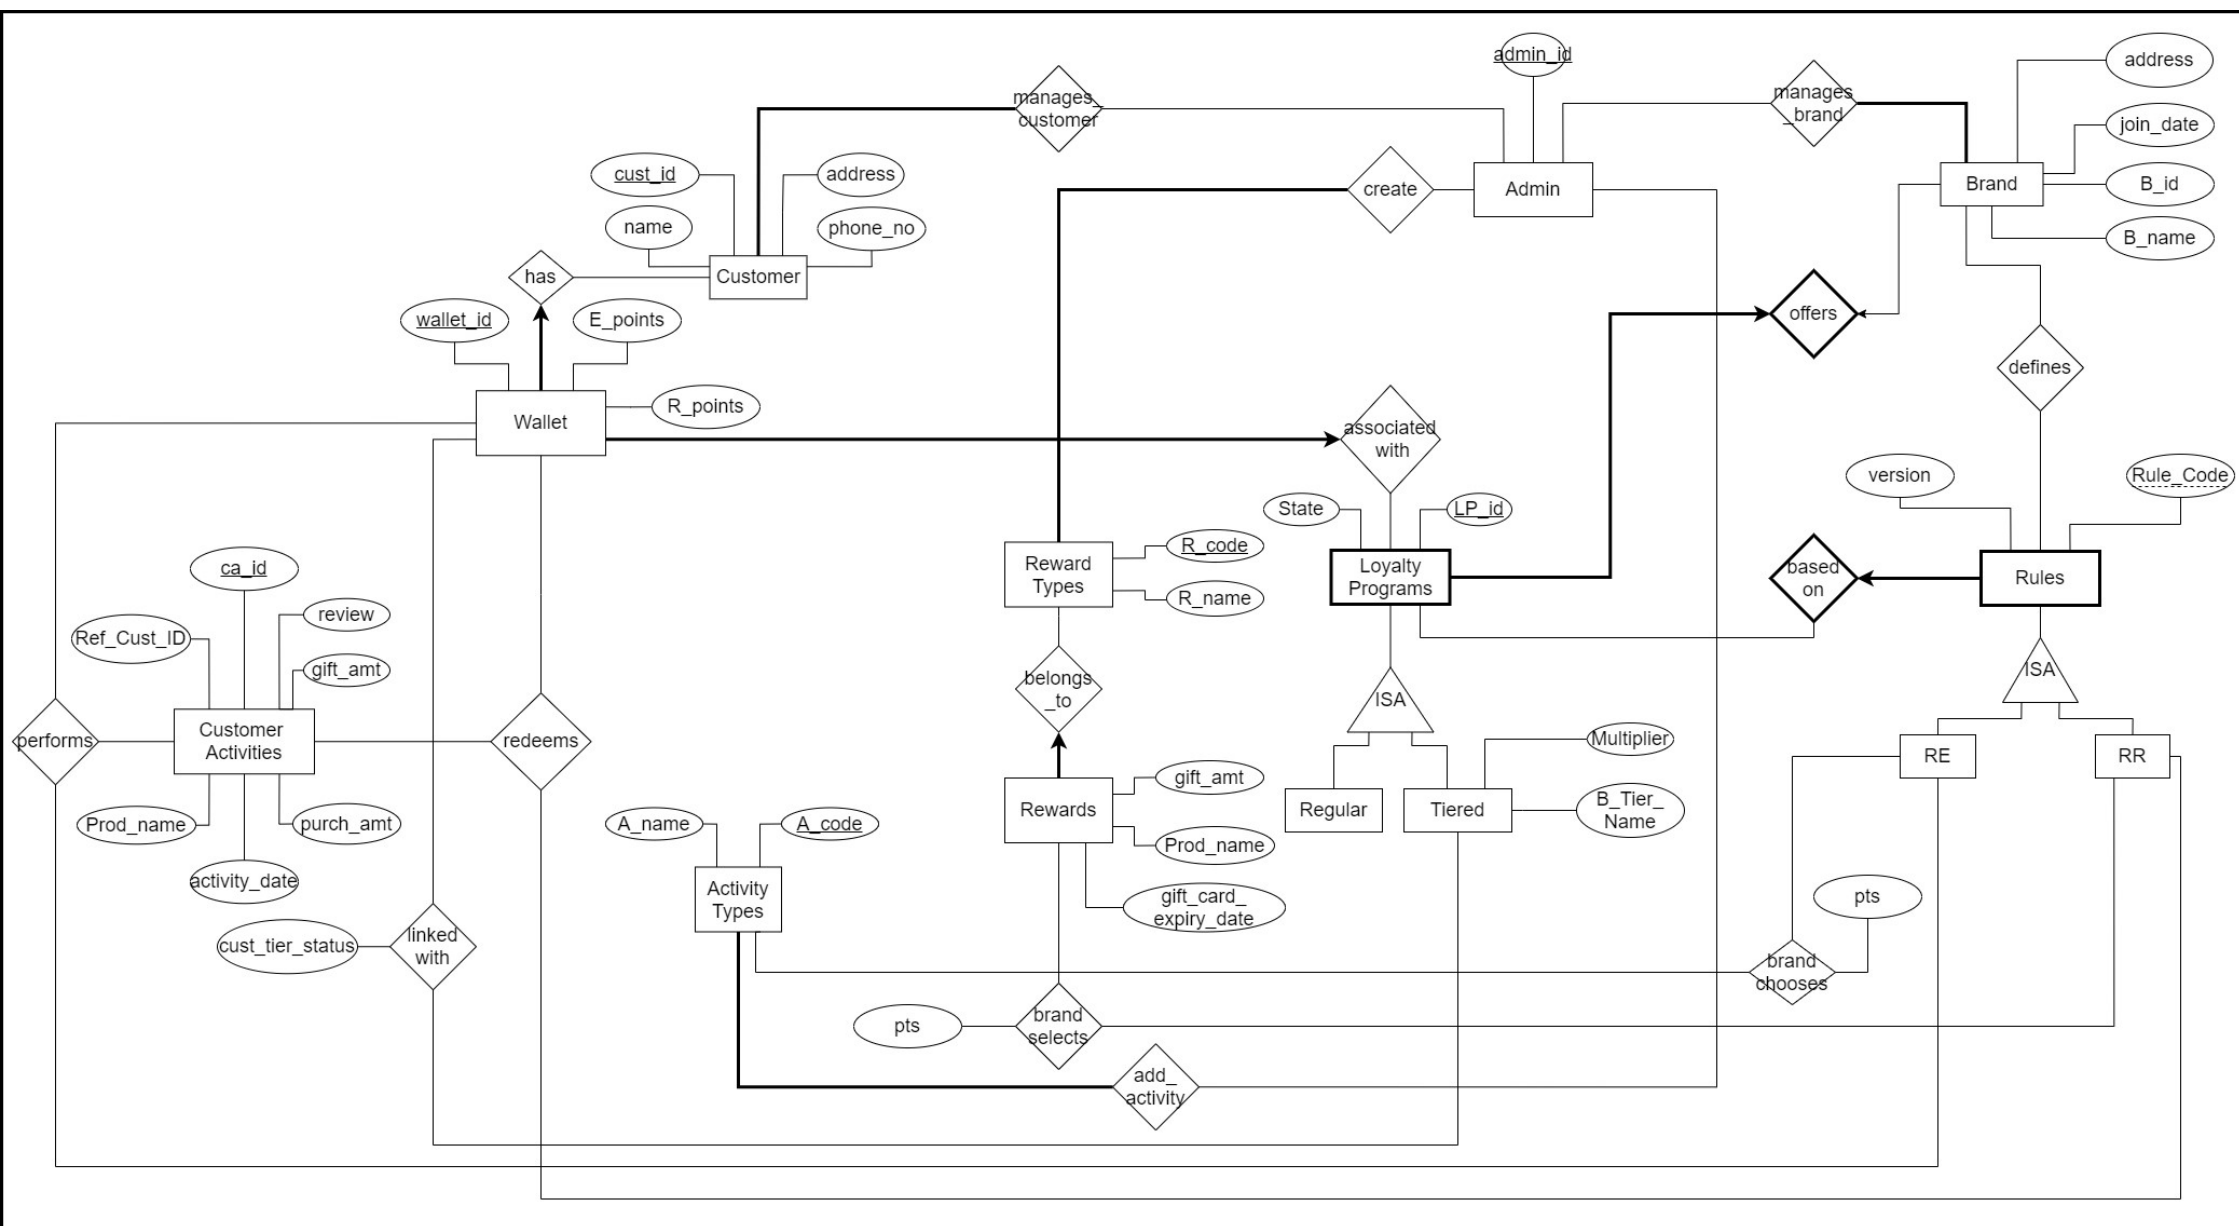 admin_id
address
manages_
customer
manages
_brand
join_date
cust_id
address
create
Admin
Brand
B_id
name
phone_no
B_name
has
Customer
wallet_id
E_points
offers
defines
R_points
Wallet
associated
with
version
Rule_Code
State
LP_id
R_code
Reward
Types
R_name
Loyalty
Programs
based
on
Rules
ca_id
review
Ref_Cust_ID
gift_amt
belongs
_to
ISA
ISA
performs
Customer
Activities
redeems
Multiplier
RE
RR
gift_amt
Rewards
Regular
Tiered
B_Tier_
Name
Prod_name
purch_amt
A_name
A_code
Prod_name
activity_date
Activity
Types
gift_card_
expiry_date
pts
cust_tier_status
linked
with
brand
chooses
pts
brand
selects
add_
activity